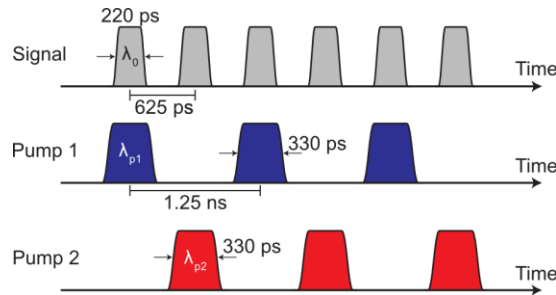 220 ps
Signal
λ0
Time
625 ps
Pump 1
λp1
330 ps
Time
1.25 ns
Pump 2
λp2
330 ps
Time